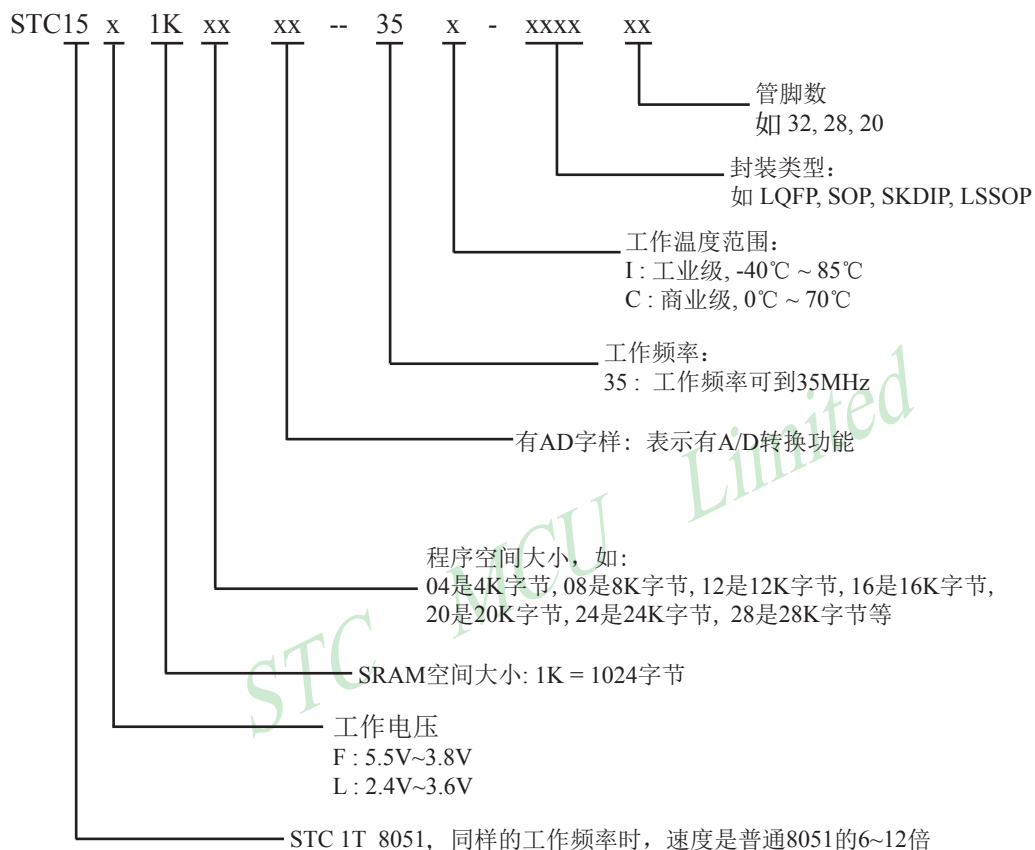 STC15 x 1K xx xx -- 35 x - xxxx xx
管脚数
如 32, 28, 20
封装类型：
如 LQFP, SOP, SKDIP, LSSOP
工作温度范围：
I : 工业级, -40℃ ~ 85℃
C : 商业级, 0℃ ~ 70℃
工作频率：
35 : 工作频率可到35MHz
有AD字样：表示有A/D转换功能
程序空间大小，如：
04是4K字节, 08是8K字节, 12是12K字节, 16是16K字节,
20是20K字节, 24是24K字节, 28是28K字节等
SRAM空间大小: 1K = 1024字节
工作电压
F : 5.5V~3.8V
L : 2.4V~3.6V
STC 1T 8051，同样的工作频率时，速度是普通8051的6~12倍
STC MCU Limited